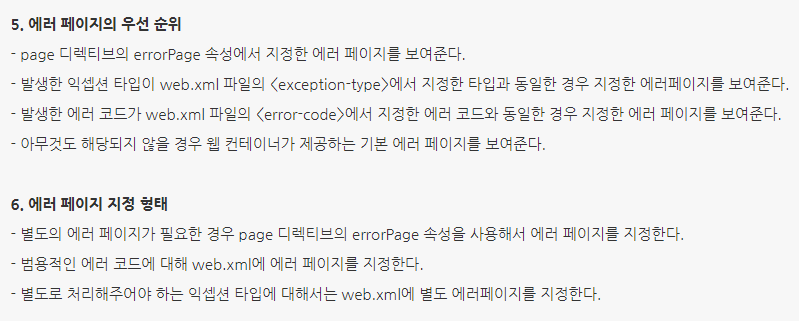 5. 에러 페이지의 우선 순위
- page 디렉티브의 errorPage 속성에서 지정한 에러 페이지를 보여준다.
- 발생한 익셉션 타입이 web.xml 파일의 <exception-type>에서 지정한 타입과 동일한 경우 지정한 에러페이지를 보여준다.
- 발생한 에러 코드가 web.xml 파일의 <error-code>에서 지정한 에러 코드와 동일한 경우 지정한 에러 페이지를 보여준다.
- 아무것도 해당되지 않을 경우 웹 컨테이너가 제공하는 기본 에러 페이지를 보여준다.
6. 에러 페이지 지정 형태
- 별도의 에러 페이지가 필요한 경우 page 디렉티브의 errorPage 속성을 사용해서 에러 페이지를 지정한다.
- 범용적인 에러 코드에 대해 web.xml에 에러 페이지를 지정한다.
- 별도로 처리해주어야 하는 익셉션 타입에 대해서는 web.xml에 별도 에러페이지를 지정한다.